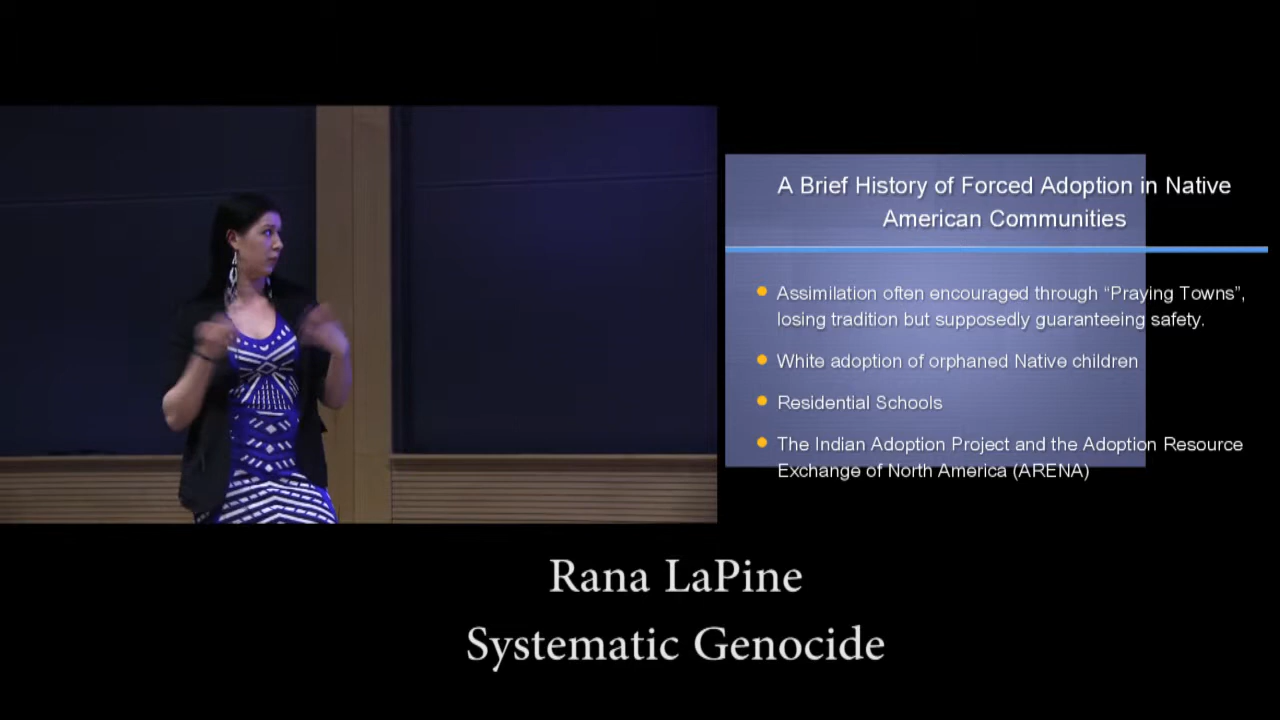 A Brief History of Forced Adoption in Native
American Communities
Assimilation often encouraged through “Praying Towns”,
losing tradition but supposedly guaranteeing safety.
White adoption of orphaned Native children
Residential Schools
The Indian Adoption Project and the Adoption Resource
Exchange of North America (ARENA)
Rana LaPine
Systematic Genocide